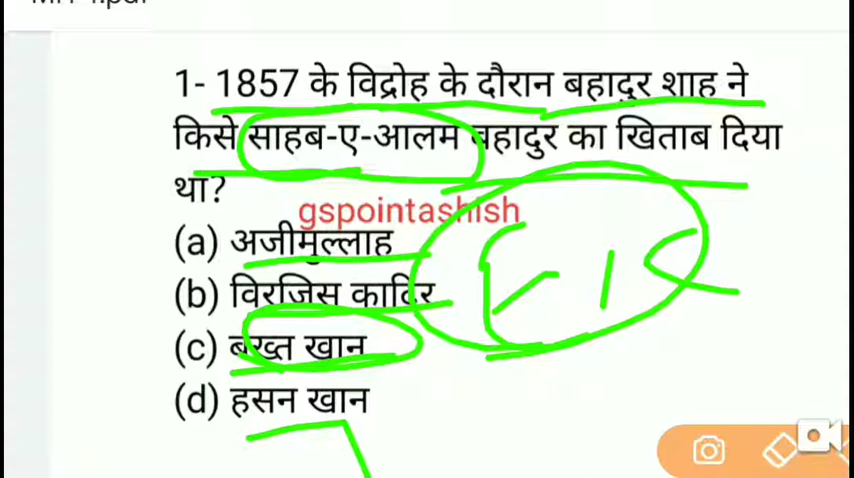 1- 1857 के विद्रोह के दौरान बहादुर शाह ने
किसे साहब-ए-आलम बहादुर का खिताब दिया
था?
gspointashish
(a) अजीमुल्लाह
(b) विरजिस कादिर
(c) बख्त खान
(d) हसन खान